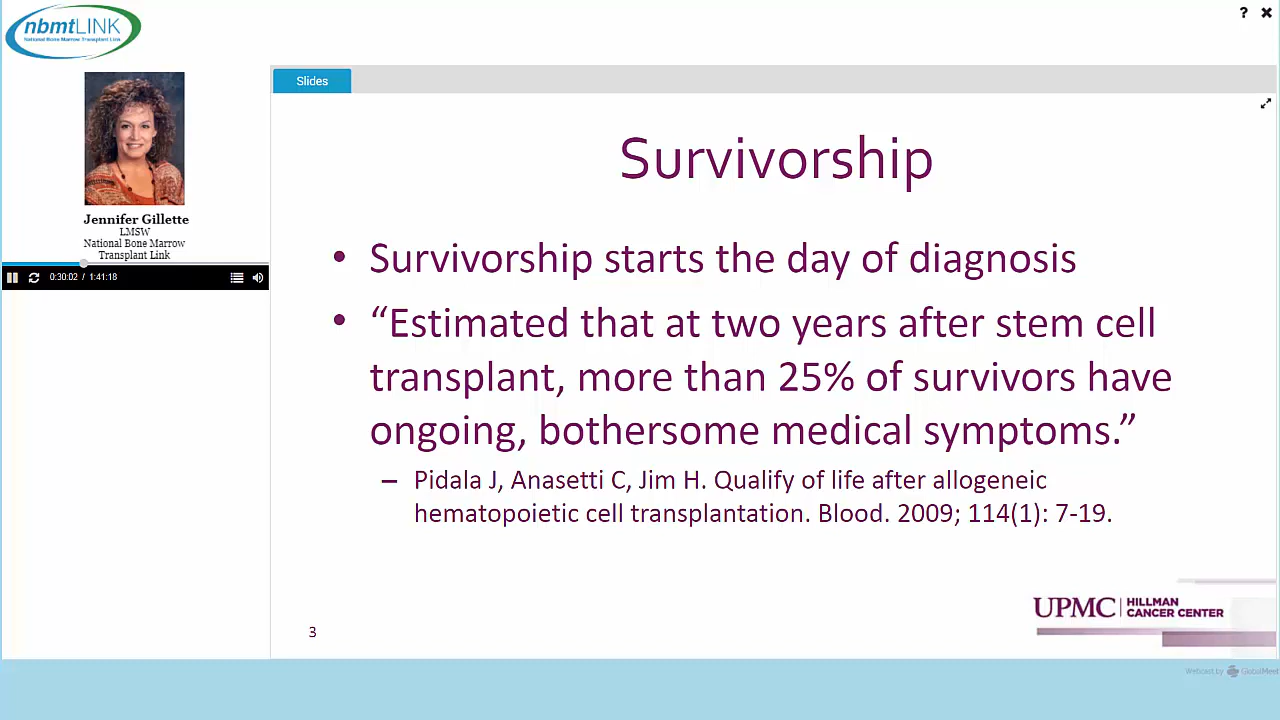 nbmtLINK
National Bone Marrow Transplant Link
? ✖
Slides
Jennifer Gillette
LMSW
National Bone Marrow
Transplant Link
0:30:02 / 1:41:18
Survivorship
• Survivorship starts the day of diagnosis
• “Estimated that at two years after stem cell
transplant, more than 25% of survivors have
ongoing, bothersome medical symptoms.”
– Pidala J, Anasetti C, Jim H. Qualify of life after allogeneic
hematopoietic cell transplantation. Blood. 2009; 114(1): 7-19.
3
UPMC | HILLMAN
CANCER CENTER
Webcast by GlobalMeet